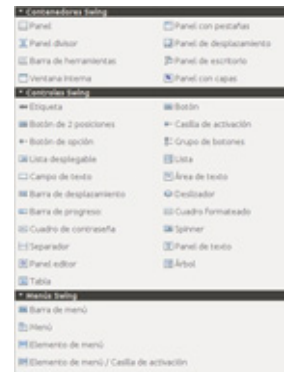 Contenedores Swing
Panel Panel con pestañas
Panel divisor Panel de desplazamiento
Barra de herramientas Panel de escritorio
Ventana Interna Panel con capas
Controles Swing
Etiqueta Botón
Botón de 2 posiciones Casilla de activación
Botón de opción Grupo de botones
Lista desplegable Lista
Campo de texto Área de texto
Barra de desplazamiento Deslizador
Barra de progreso Cuadro formateado
Cuadro de contraseña Spinner
Separador Panel de texto
Panel editor Árbol
Tabla
Menús Swing
Barra de menú
Menú
Elemento de menú
Elemento de menú / Casilla de activación